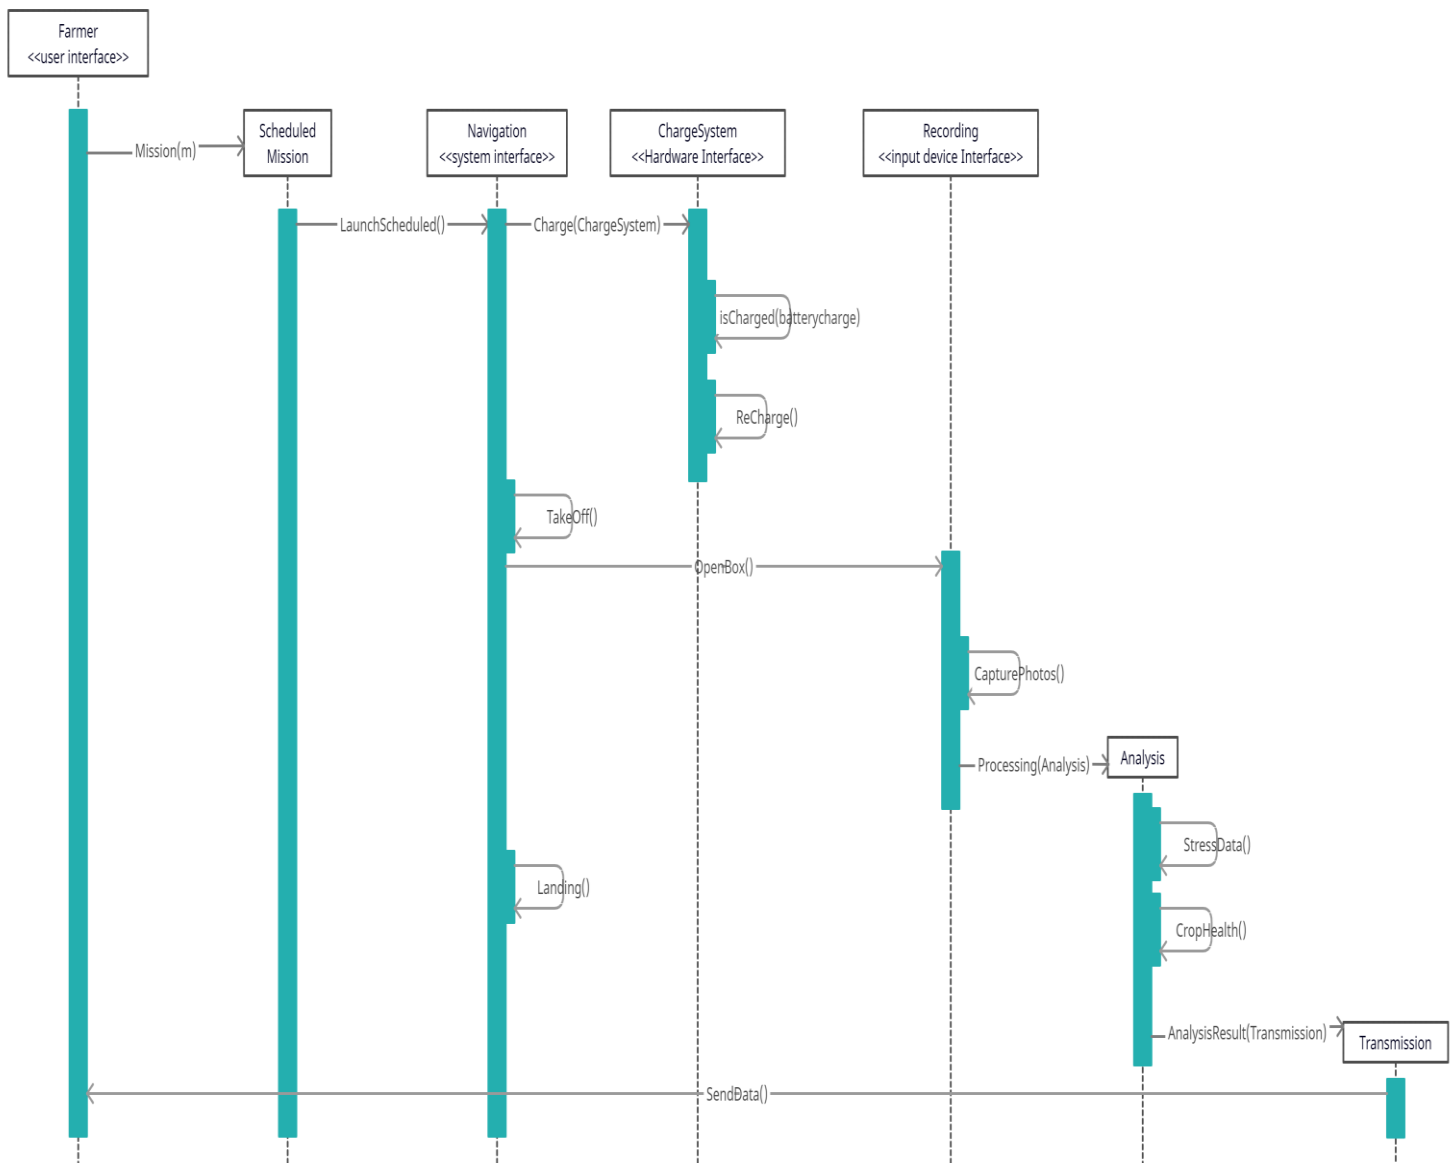 Farmer
<<user interface>>
Scheduled
Mission
Navigation
<<system interface>>
ChargeSystem
<<Hardware Interface>>
Recording
<<input device Interface>>
Mission(m)
LaunchScheduled()
Charge(ChargeSystem)
isCharged(batterycharge)
ReCharge()
TakeOff()
OpenBox()
CapturePhotos()
Processing(Analysis)
Analysis
StressData()
Landing()
CropHealth()
AnalysisResult(Transmission)
Transmission
SendData()